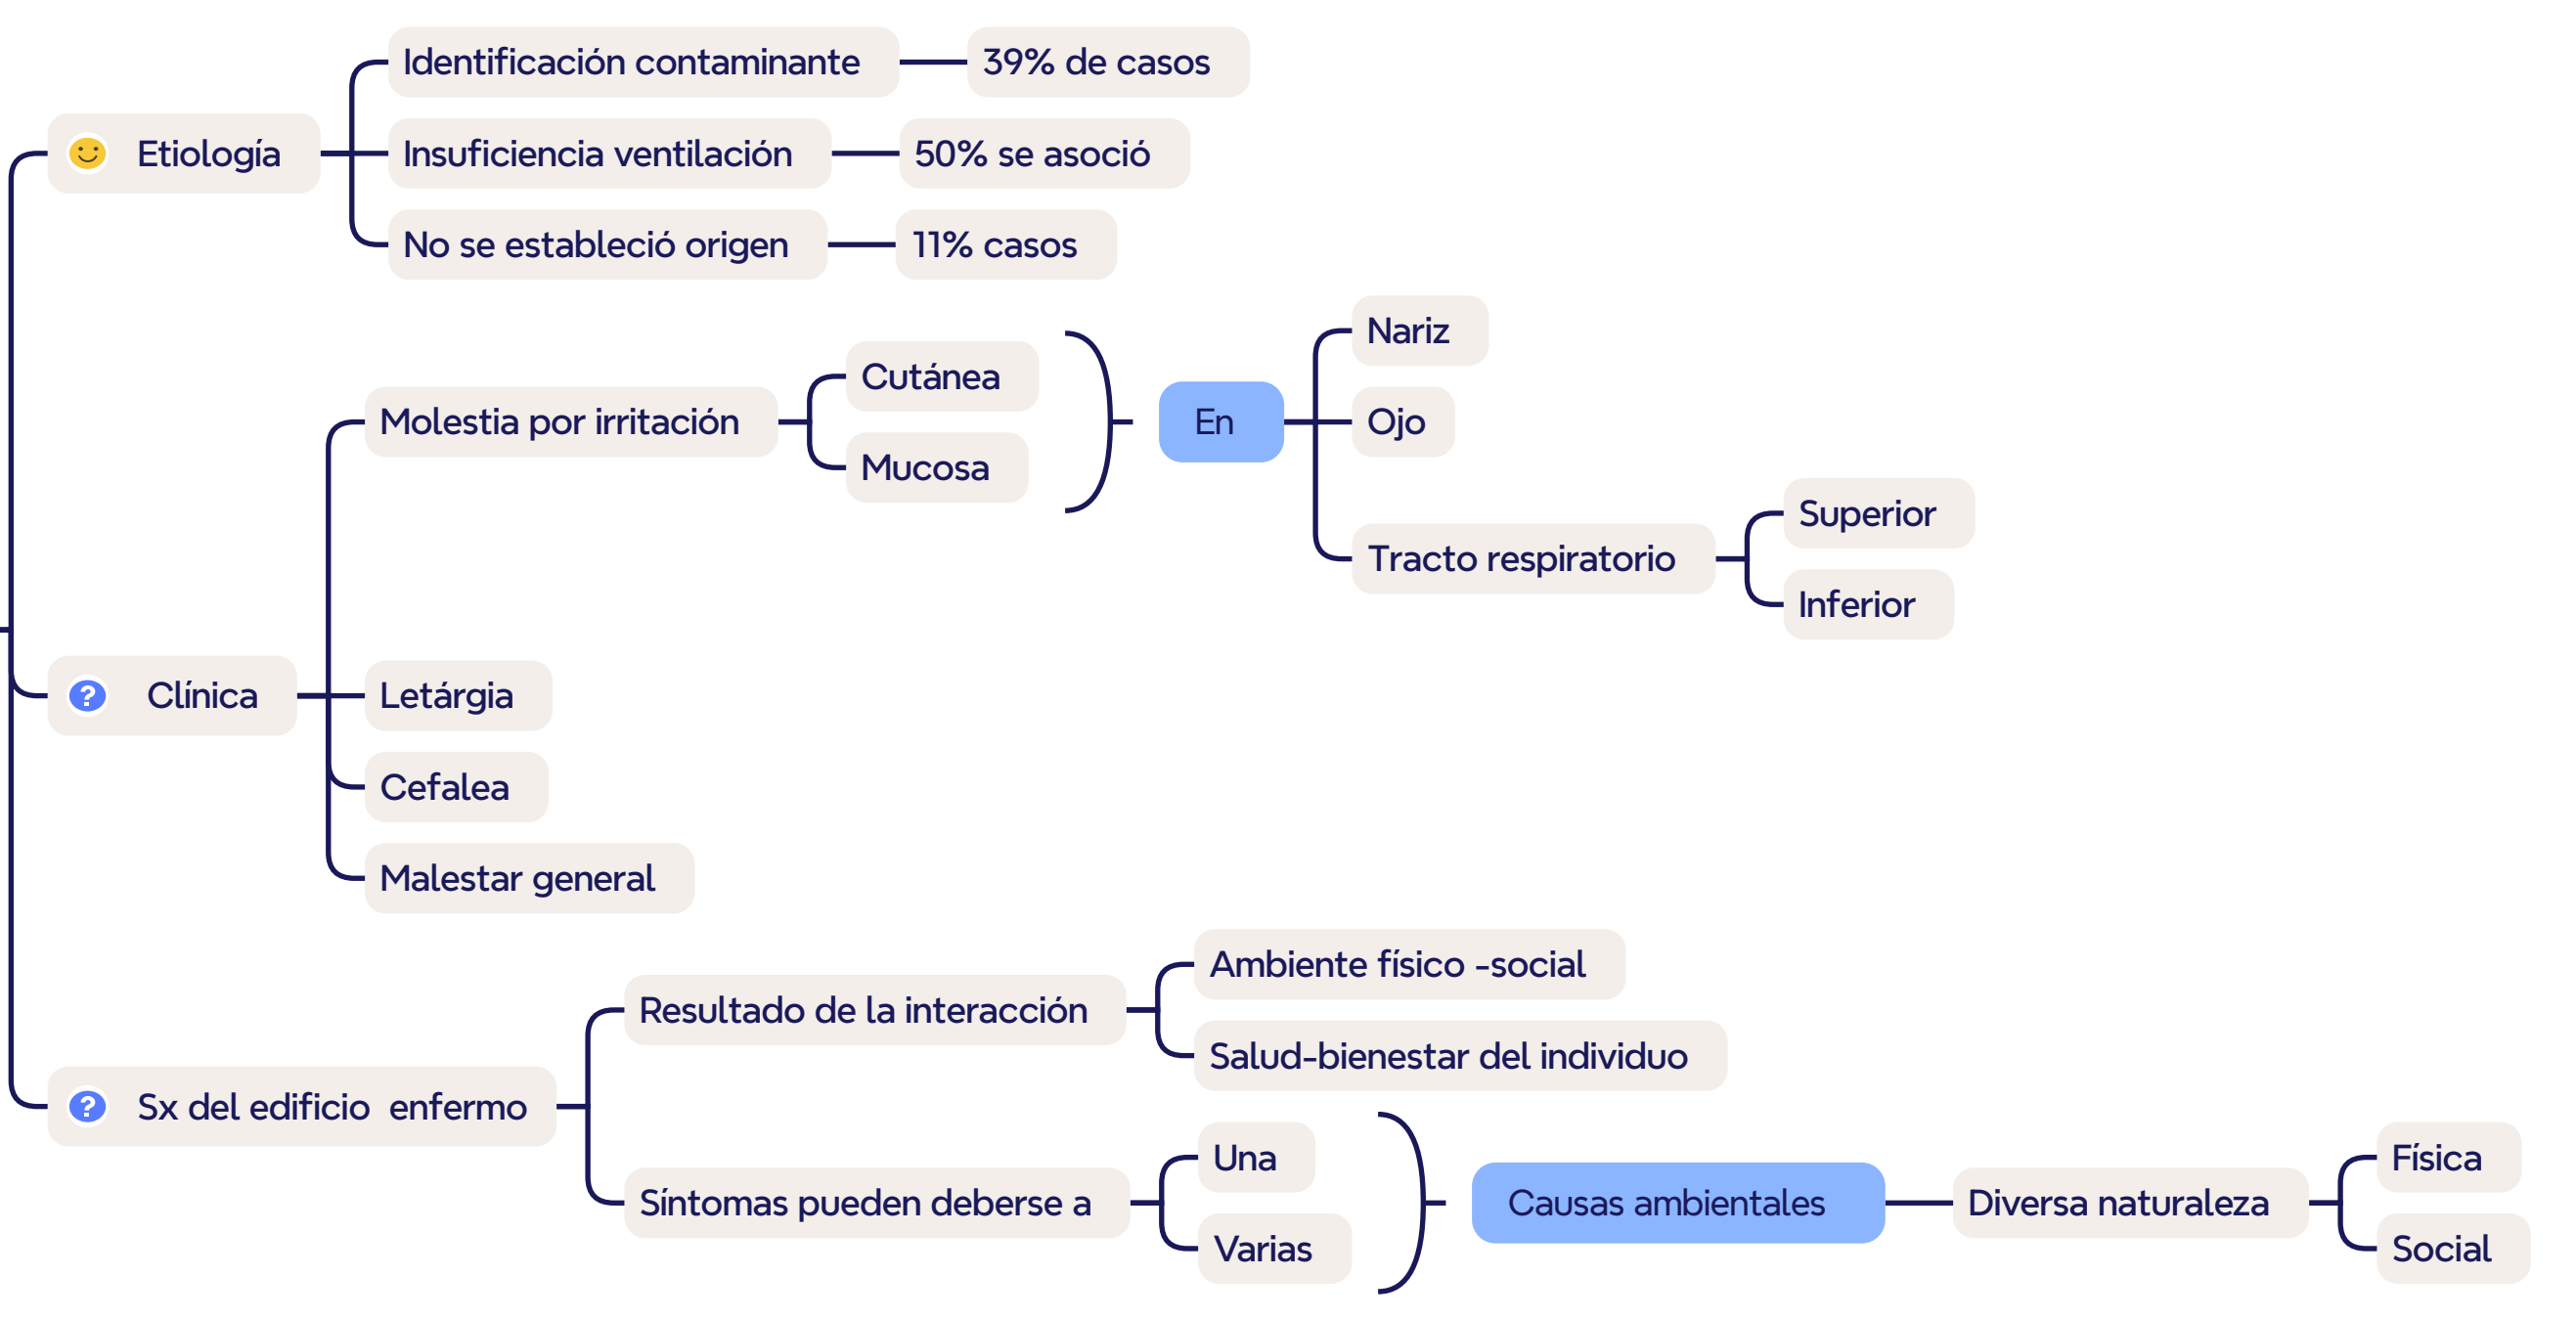 Etiología
Identificación contaminante
39% de casos
Insuficiencia ventilación
50% se asoció
No se estableció origen
11% casos
Clínica
Molestia por irritación
Cutánea
Mucosa
En
Nariz
Ojo
Tracto respiratorio
Superior
Inferior
Letárgia
Cefalea
Malestar general
Sx del edificio  enfermo
Resultado de la interacción
Ambiente físico -social
Salud-bienestar del individuo
Síntomas pueden deberse a
Una
Varias
Causas ambientales
Diversa naturaleza
Física
Social